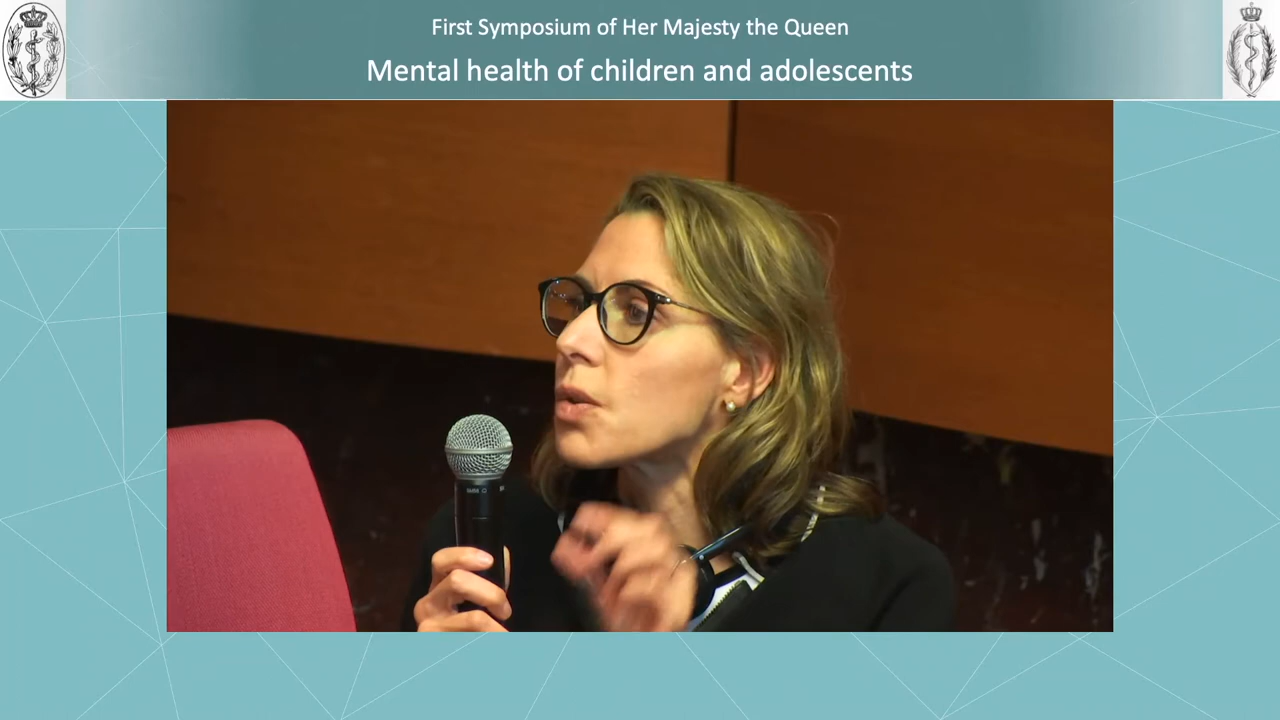 First Symposium of Her Majesty the Queen
Mental health of children and adolescents